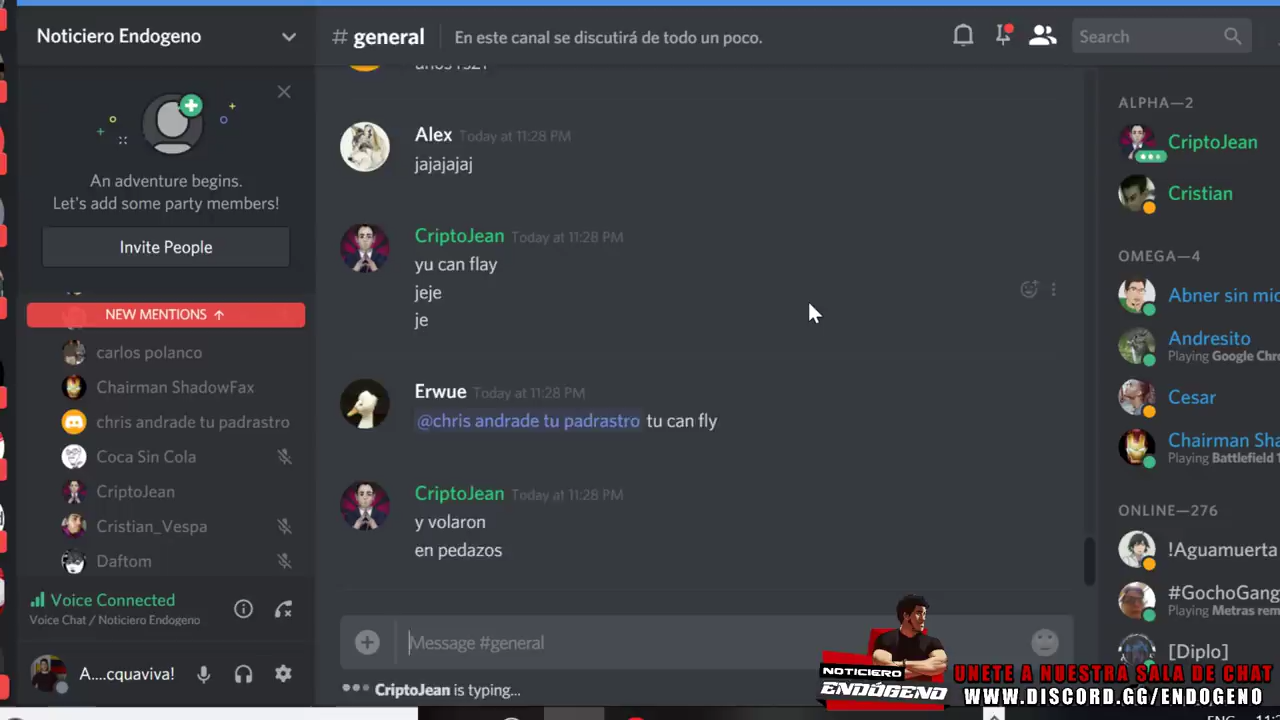 Noticiero Endogeno
# general
En este canal se discutirá de todo un poco.
Search
An adventure begins.
Let's add some party members!
Invite People
NEW MENTIONS ↑
carlos polanco
Chairman ShadowFax
chris andrade tu padrastro
Coca Sin Cola
CriptoJean
Cristian_Vespa
Daftom
Voice Connected
Voice Chat / Noticiero Endogeno
A....cquaviva!
Alex Today at 11:28 PM
jajajajaj
CriptoJean Today at 11:28 PM
yu can flay
jeje
je
Erwue Today at 11:28 PM
@chris andrade tu padrastro tu can fly
CriptoJean Today at 11:28 PM
y volaron
en pedazos
Message #general
CriptoJean is typing...
ALPHA—2
CriptoJean
Cristian
OMEGA—4
Abner sin mic
Andresito
Playing Google Chro
Cesar
Chairman Sha
Playing Battlefield 1
ONLINE—276
!Aguamuerta
#GochoGang
Playing Metras rem
[Diplo]
NOTICIERO
ENDÓGENO
UNETE A NUESTRA SALA DE CHAT
WWW.DISCORD.GG/ENDOGENO
ENG